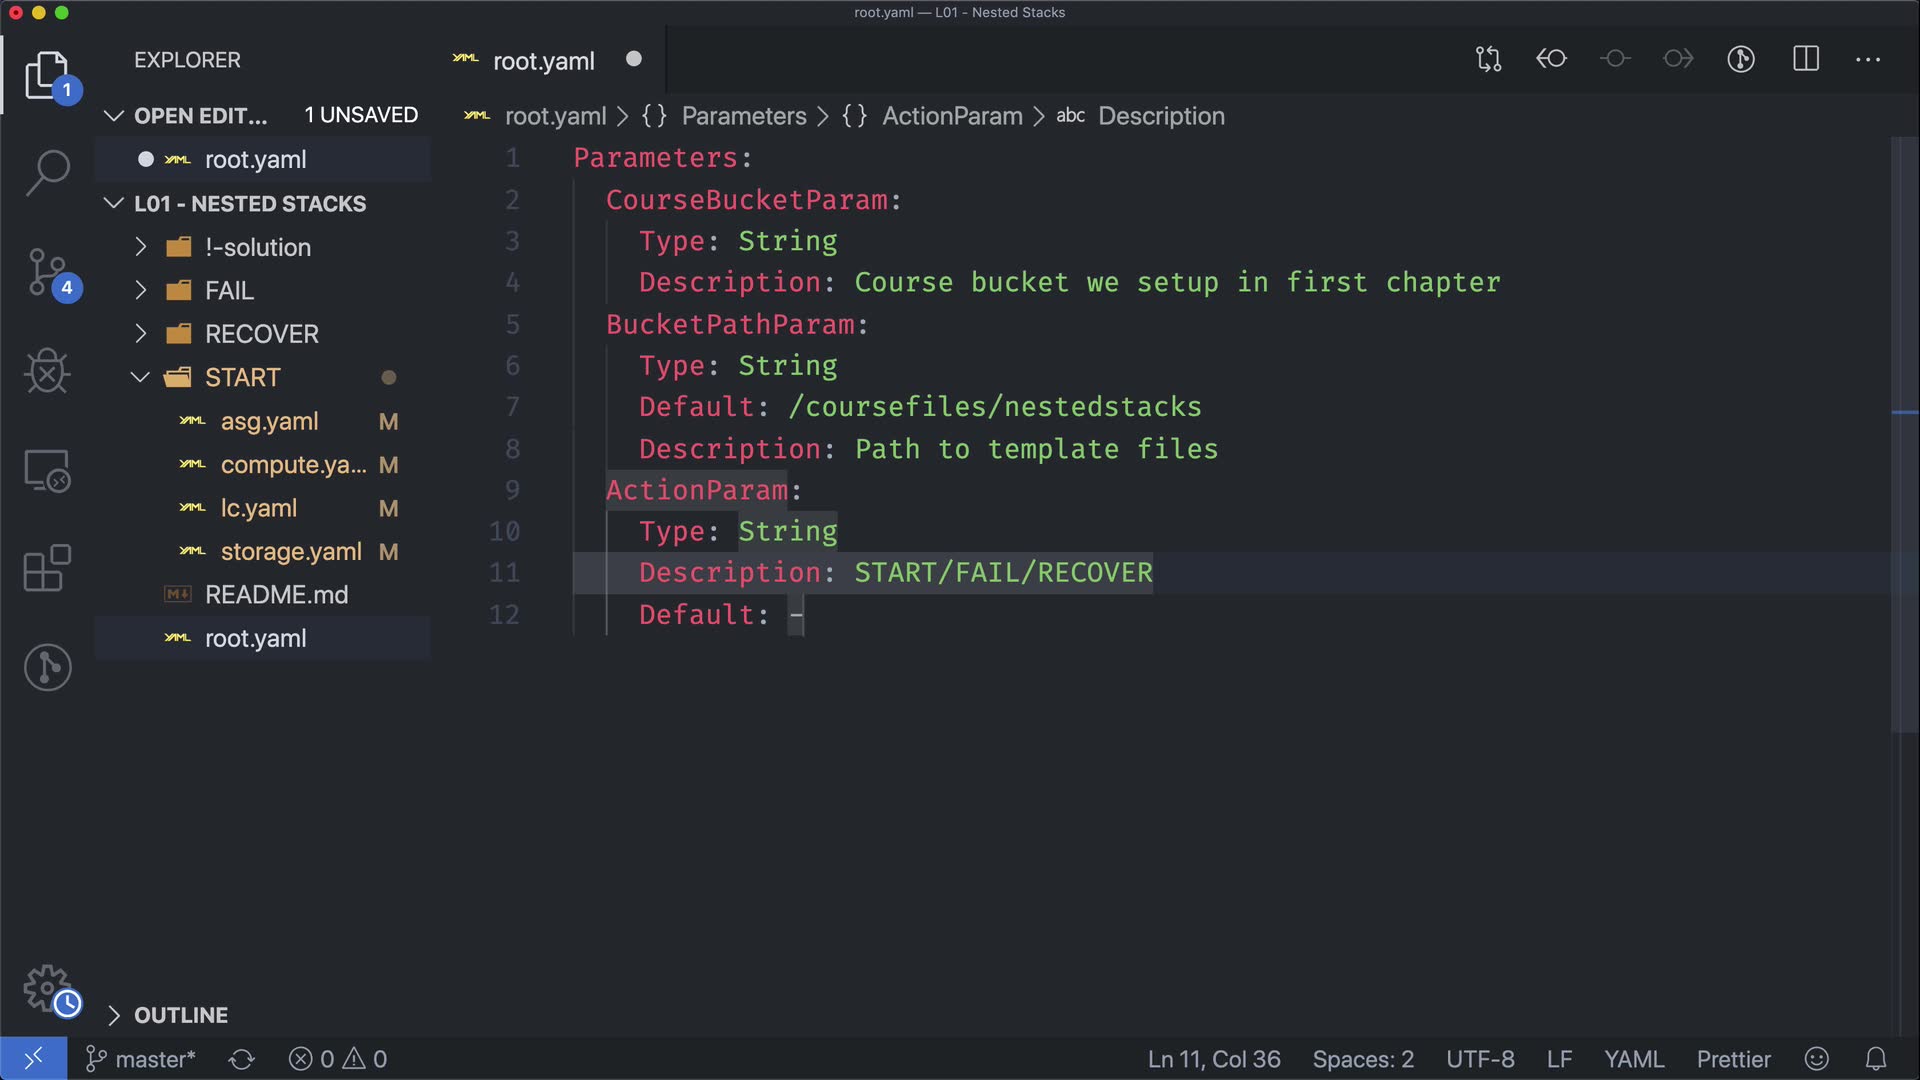 root.yaml — L01 - Nested Stacks
EXPLORER
root.yaml
1
OPEN EDIT... 1 UNSAVED
root.yaml > {} Parameters > {} ActionParam > abc Description
root.yaml
L01 - NESTED STACKS
!-solution
FAIL
RECOVER
START
asg.yaml M
compute.ya... M
lc.yaml M
storage.yaml M
README.md
root.yaml
4
1 Parameters:
2 CourseBucketParam:
3 Type: String
4 Description: Course bucket we setup in first chapter
5 BucketPathParam:
6 Type: String
7 Default: /coursefiles/nestedstacks
8 Description: Path to template files
9 ActionParam:
10 Type: String
11 Description: START/FAIL/RECOVER
12 Default: -
OUTLINE
master* 0 0 Ln 11, Col 36 Spaces: 2 UTF-8 LF YAML Prettier